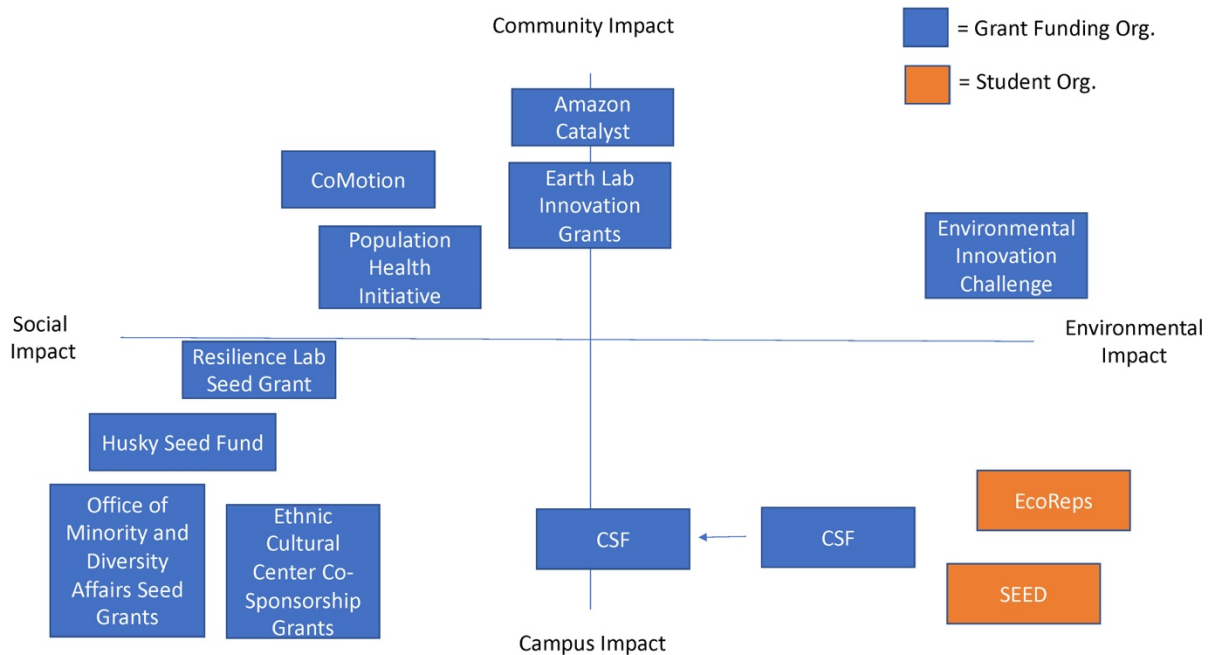 Community Impact
= Grant Funding Org.
= Student Org.
Amazon
Catalyst
CoMotion
Earth Lab
Innovation
Grants
Population
Health
Initiative
Environmental
Innovation
Challenge
Social
Impact
Environmental
Impact
Resilience Lab
Seed Grant
Husky Seed Fund
Office of
Minority and
Diversity
Affairs Seed
Grants
Ethnic
Cultural
Center Co-
Sponsorship
Grants
CSF
CSF
EcoReps
SEED
Campus Impact